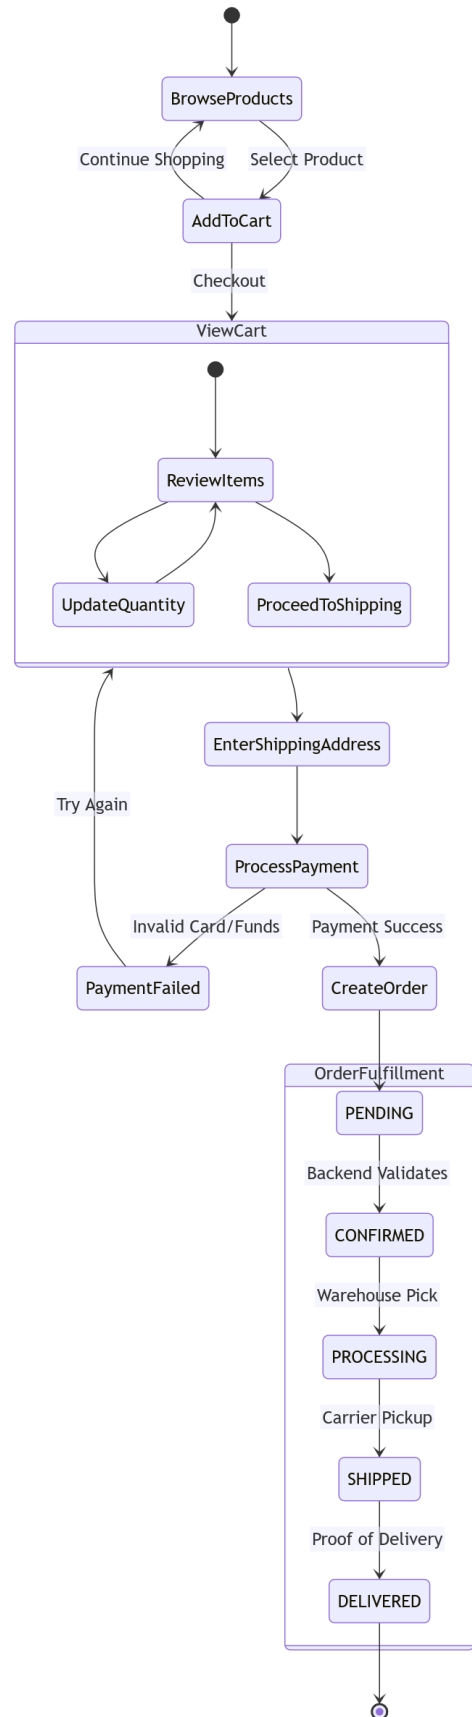 BrowseProducts
Continue Shopping
Select Product
AddToCart
Checkout
ViewCart
ReviewItems
UpdateQuantity
ProceedToShipping
EnterShippingAddress
Try Again
ProcessPayment
Invalid Card/Funds
Payment Success
PaymentFailed
CreateOrder
OrderFulfillment
PENDING
Backend Validates
CONFIRMED
Warehouse Pick
PROCESSING
Carrier Pickup
SHIPPED
Proof of Delivery
DELIVERED